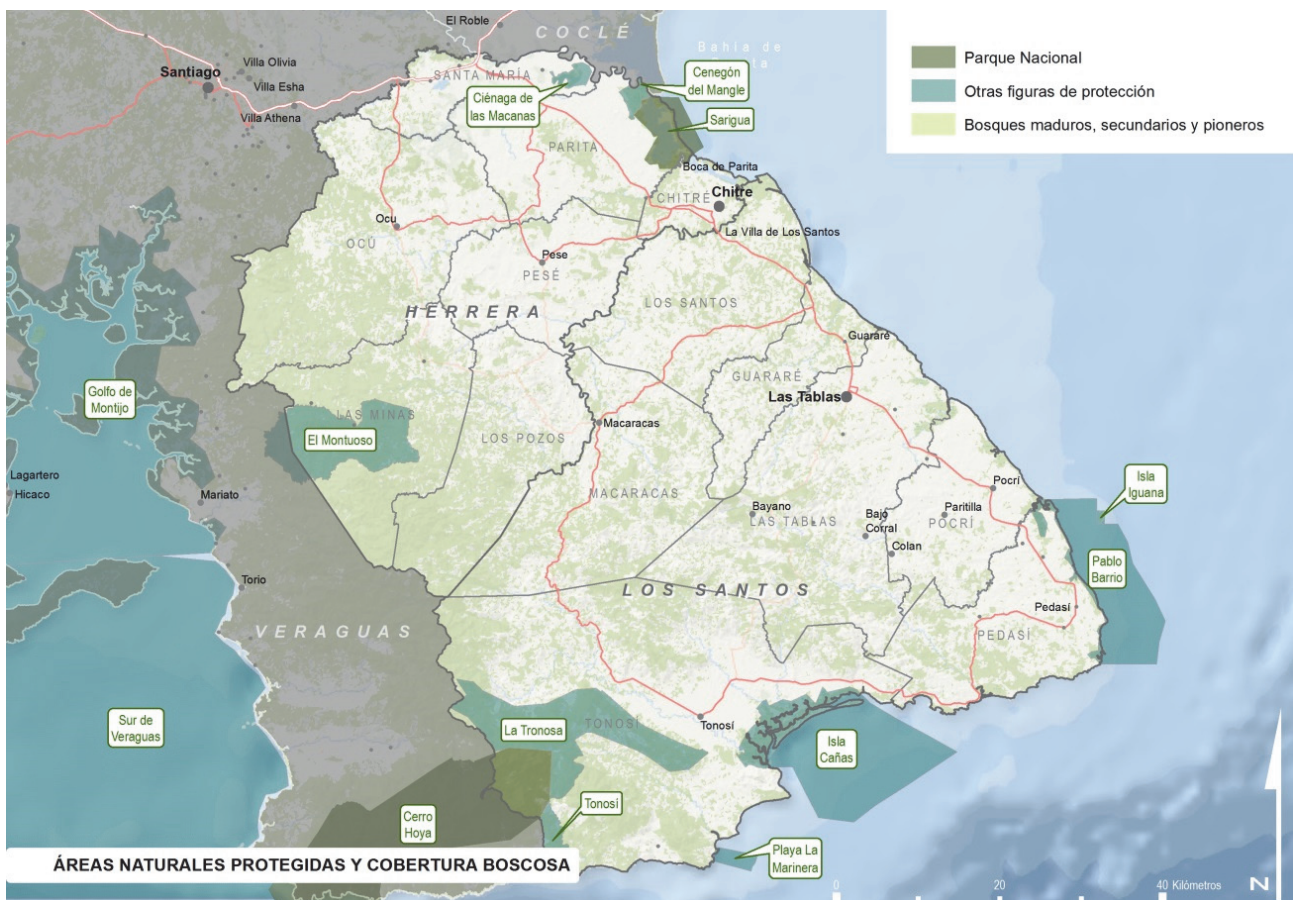 El Roble
COCLÉ
Bahía de
Parita
Parque Nacional
Otras figuras de protección
Bosques maduros, secundarios y pioneros
Villa Olivia
Santiago
Villa Esha
Villa Athena
SANTA MARÍA
Ciénaga de
las Macanas
Cenegón
del Mangle
Sarigua
PARITA
Boca de Parita
CHITRÉ
Chitre
Ocu
OCÚ
La Villa de Los Santos
Pese
PESÉ
HERRERA
LOS SANTOS
Guararé
GUARARÉ
Golfo de
Montijo
Las Tablas
LAS MINAS
El Montuoso
LOS POZOS
Macaracas
Lagartero
Hicaco
Mariato
MACARACAS
Isla
Iguana
Pocrí
Bayano
LAS TABLAS
Bajo
Corral
Paritilla
POCRÍ
Colan
Pablo
Barrio
Torio
LOS SANTOS
Pedasí
VERAGUAS
PEDASÍ
Sur de
Veraguas
La Tronosa
TONOSÍ
Tonosí
Isla
Cañas
Tonosí
Cerro
Hoya
Playa La
Marinera
ÁREAS NATURALES PROTEGIDAS Y COBERTURA BOSCOSA
0 20 40 Kilómetros
N